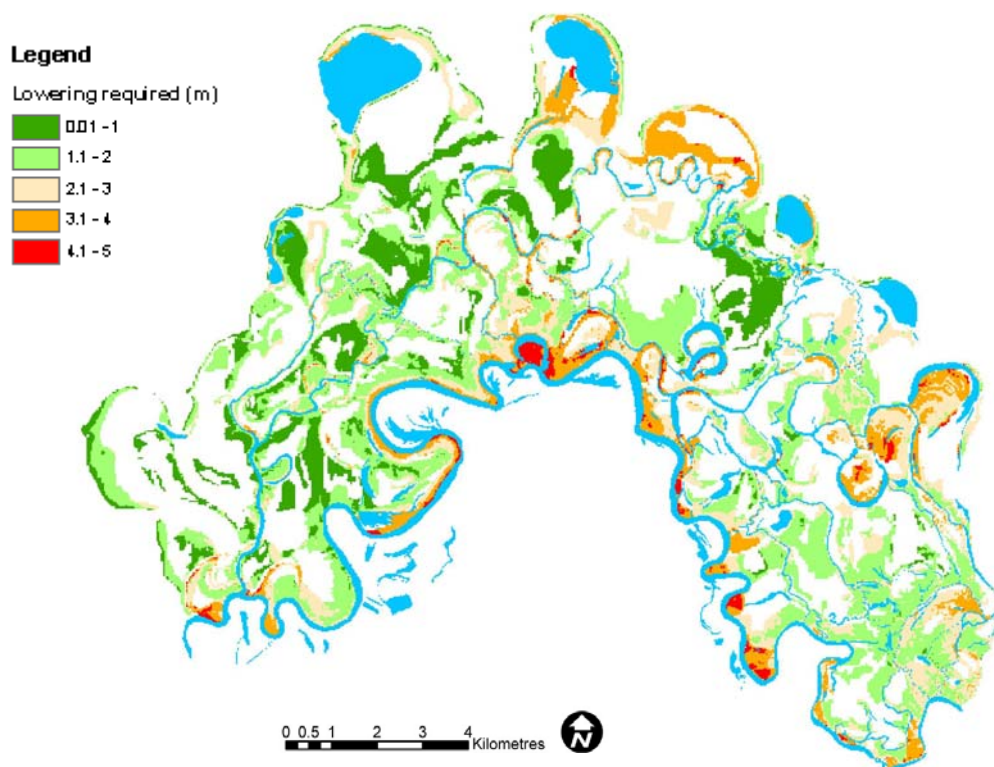 Legend
Lowering required (m)
0.01 - 1
1.1 - 2
2.1 - 3
3.1 - 4
4.1 - 5
0 0.5 1 2 3 4
Kilometres
N